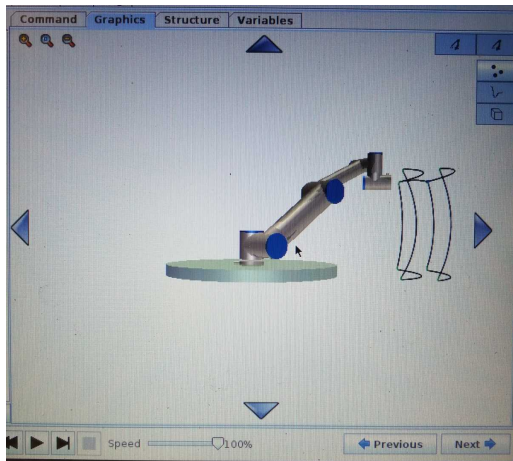 Command Graphics Structure Variables
Speed 100%
Previous Next